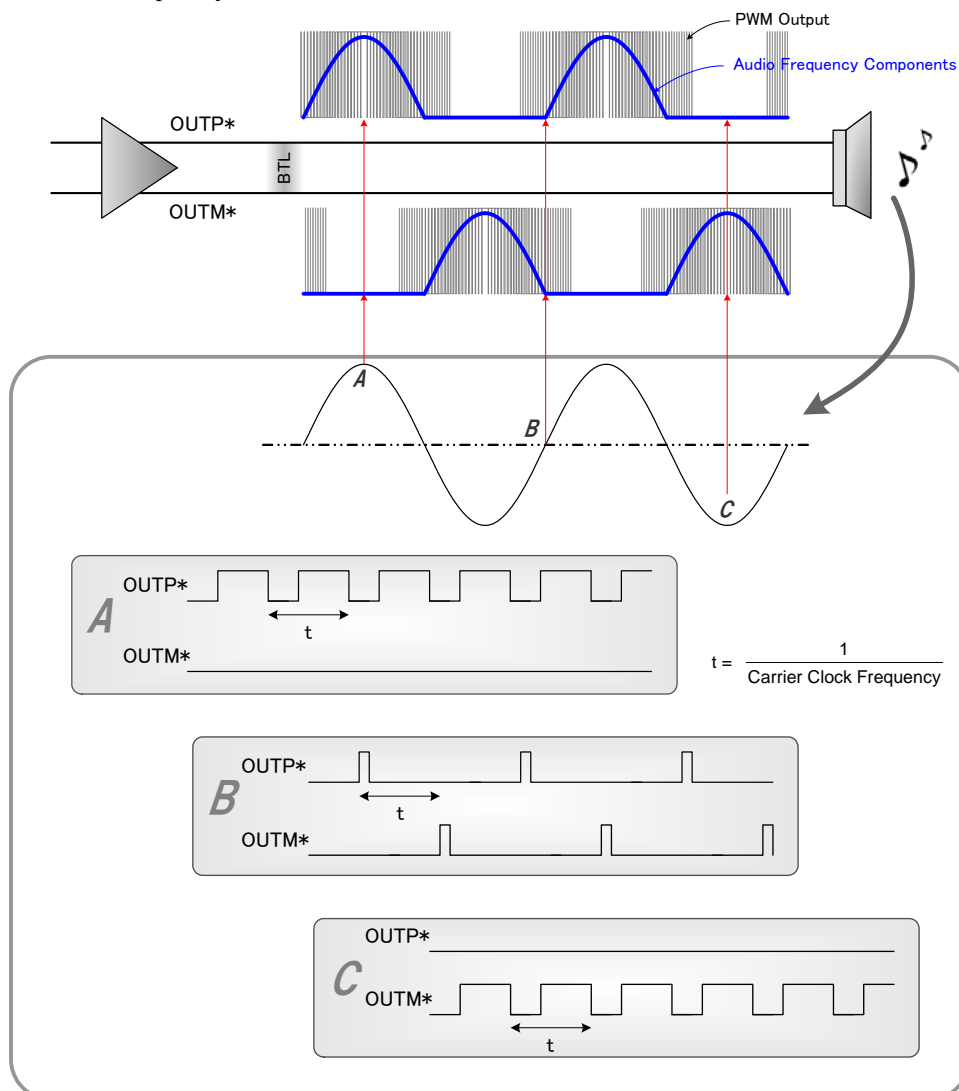 PWM Output
Audio Frequency Components
OUTP*
BTL
OUTM*
A
B
C
A
OUTP*
t
OUTM*
t = 1
Carrier Clock Frequency
B
OUTP*
t
OUTM*
C
OUTP*
OUTM*
t